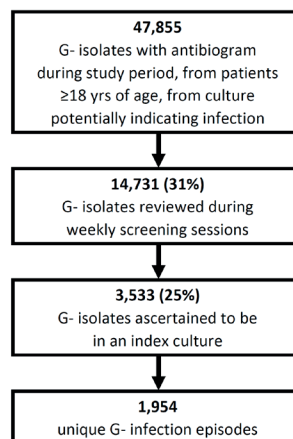 47,855
G- isolates with antibiogram
during study period, from patients
≥18 yrs of age, from culture
potentially indicating infection
14,731 (31%)
G- isolates reviewed during
weekly screening sessions
3,533 (25%)
G- isolates ascertained to be
in an index culture
1,954
unique G- infection episodes